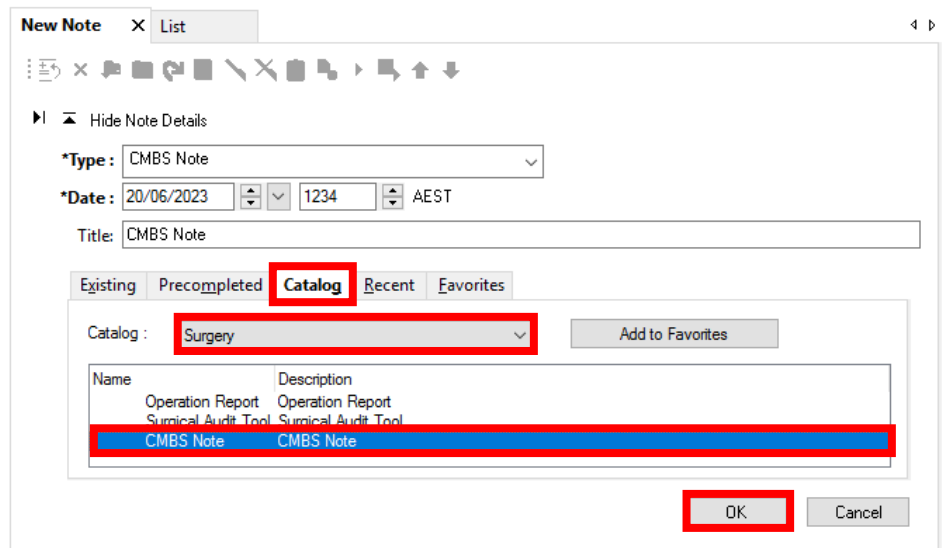 New Note List
Hide Note Details
*Type : CMBS Note
*Date : 20/06/2023 1234 AEST
Title: CMBS Note
Existing Precompleted Catalog Recent Favorites
Catalog : Surgery Add to Favorites
Name Description
Operation Report Operation Report
Surgical Audit Tool Surgical Audit Tool
CMBS Note CMBS Note
OK Cancel